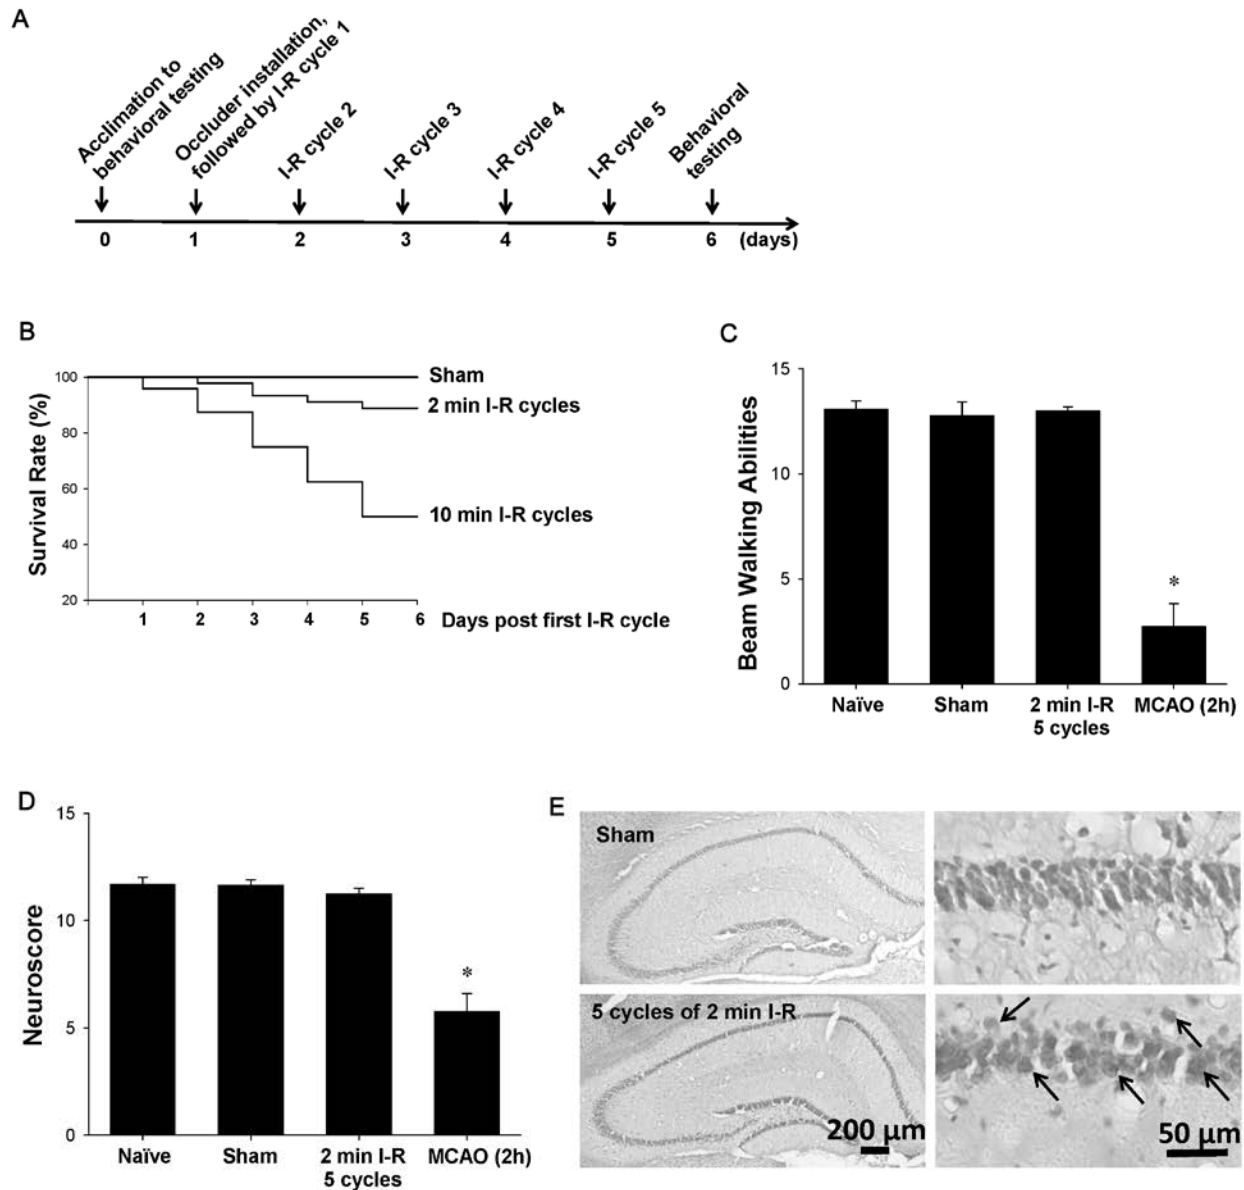 A
Acclimation to
behavioral testing
Occluder installation,
followed by I-R cycle 1
I-R cycle 2
I-R cycle 3
I-R cycle 4
I-R cycle 5
Behavioral
testing
0 1 2 3 4 5 6 (days)
B
Survival Rate (%)
100
80
60
40
20
Sham
2 min I-R cycles
10 min I-R cycles
1 2 3 4 5 6 Days post first I-R cycle
C
Beam Walking Abilities
15
10
5
0
*
Naïve Sham 2 min I-R MCAO (2h)
5 cycles
D
Neuroscore
15
10
5
0
*
Naïve Sham 2 min I-R MCAO (2h)
5 cycles
E
Sham
5 cycles of 2 min I-R
200 μm
50 μm